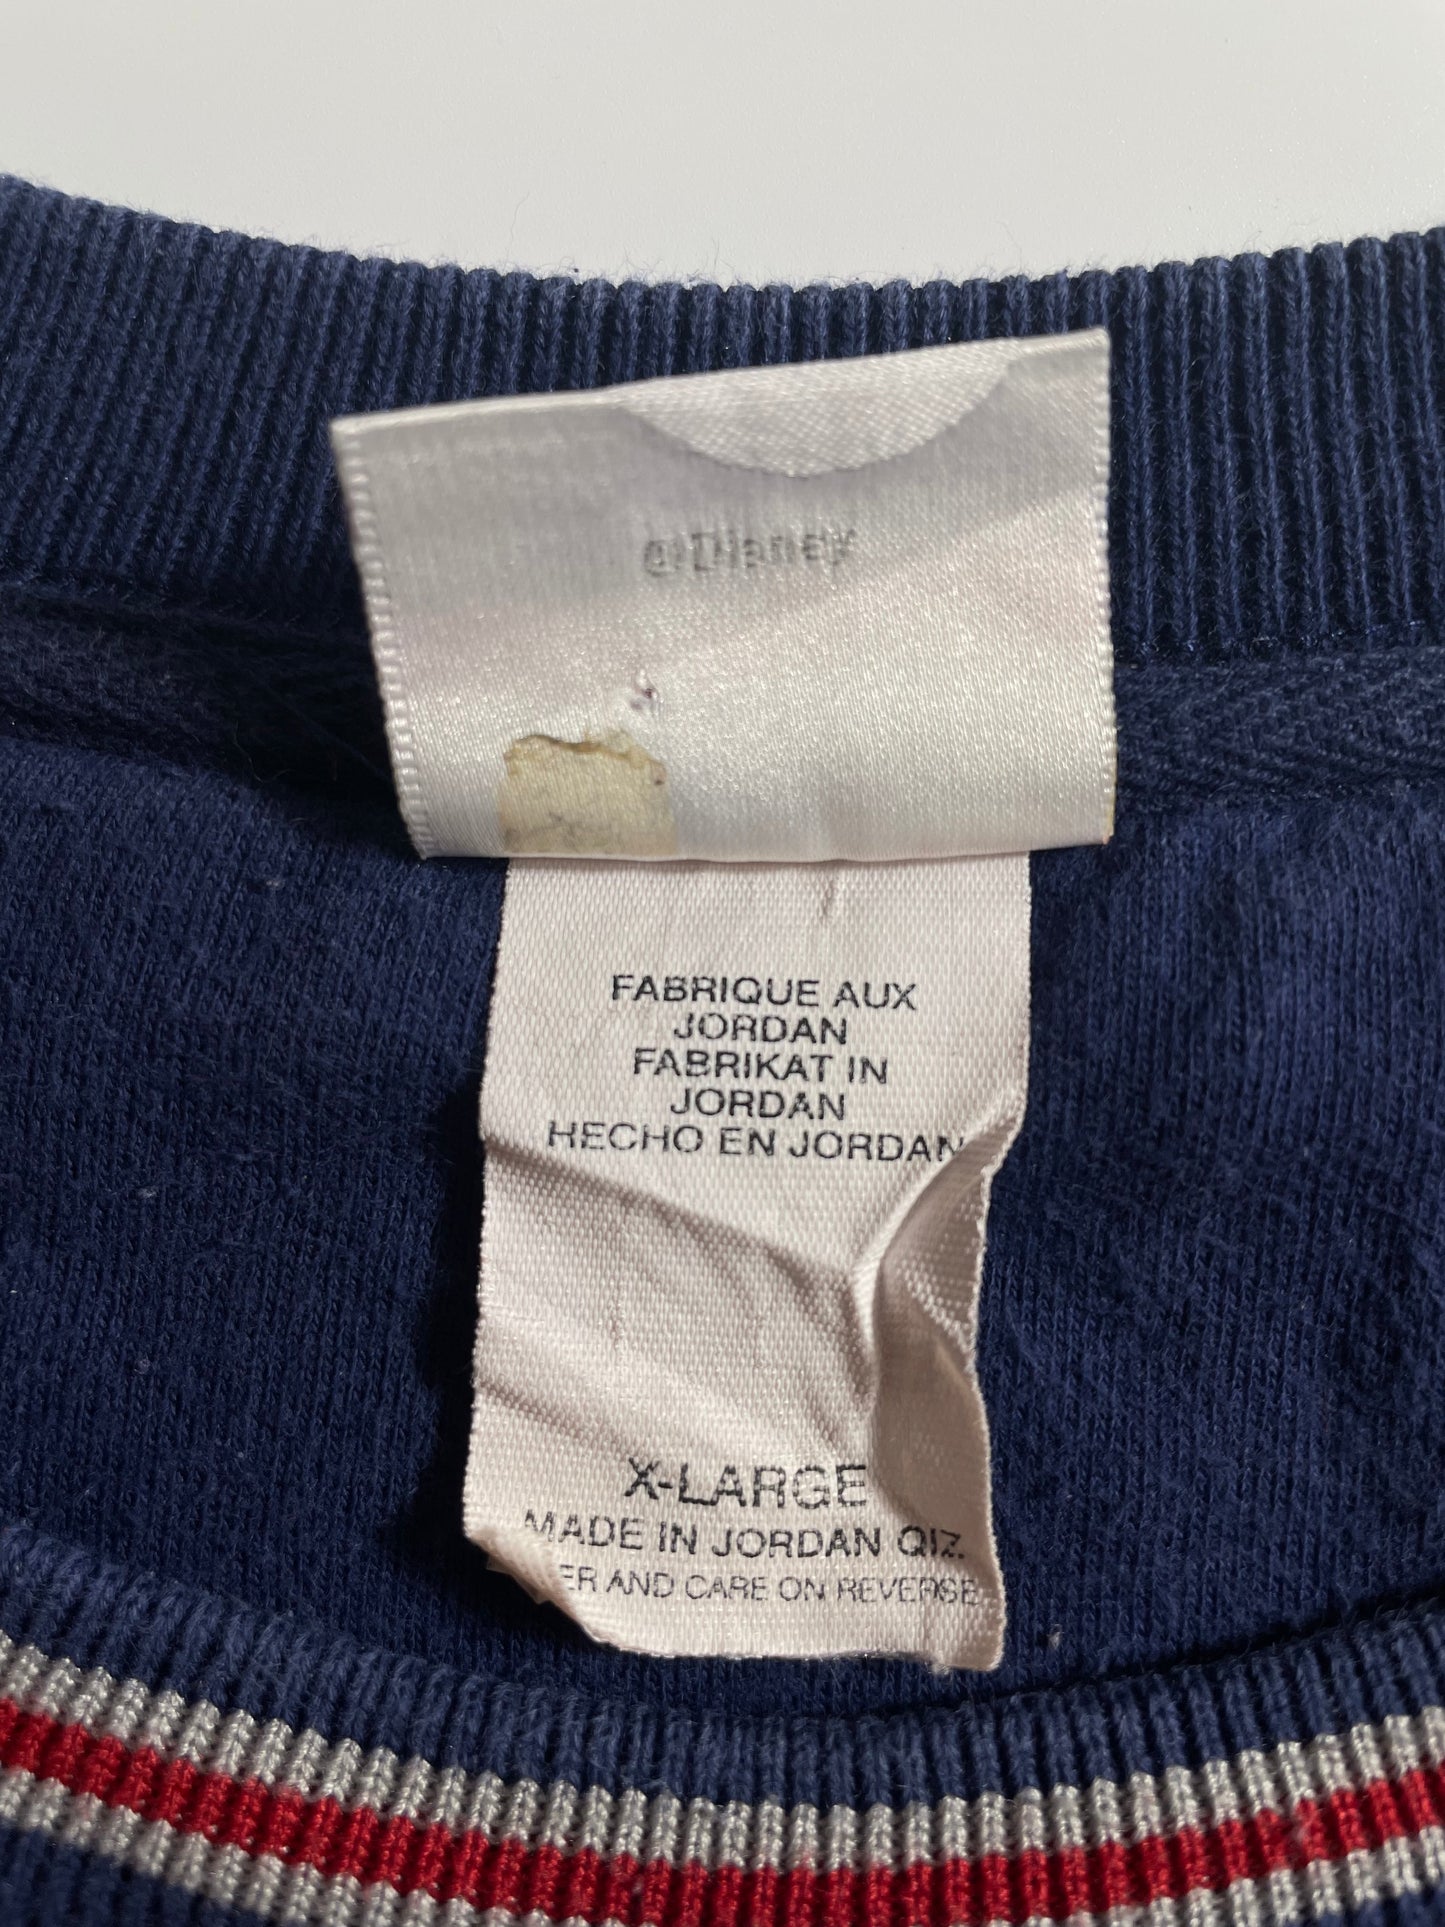 ©Disney
FABRIQUE AUX
JORDAN
FABRIKAT IN
JORDAN
HECHO EN JORDAN
X-LARGE
MADE IN JORDAN QIZ
AND CARE ON REVERSE